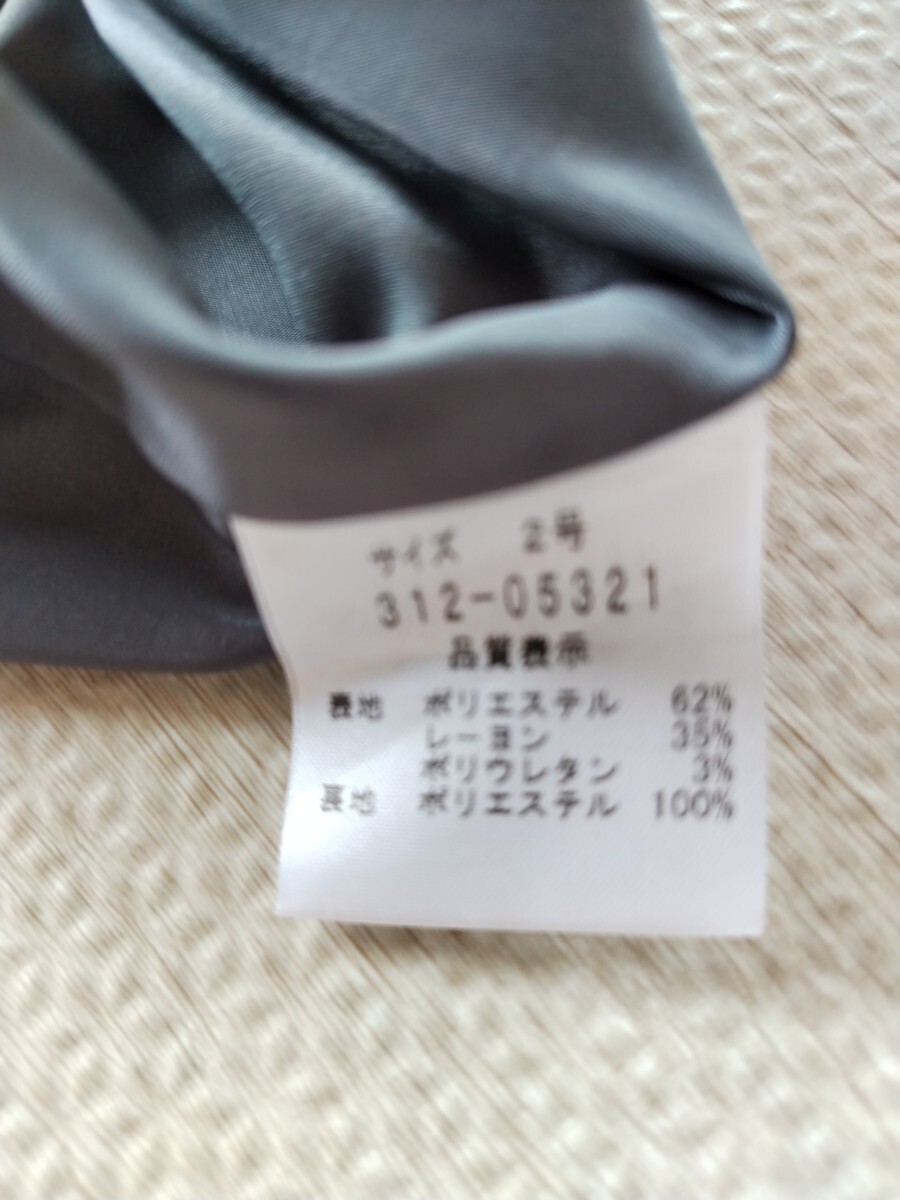 サイズ 2号
312-05321
品質表示
表地 ポリエステル 62%
レーヨン 35%
ポリウレタン 3%
裏地 ポリエステル 100%